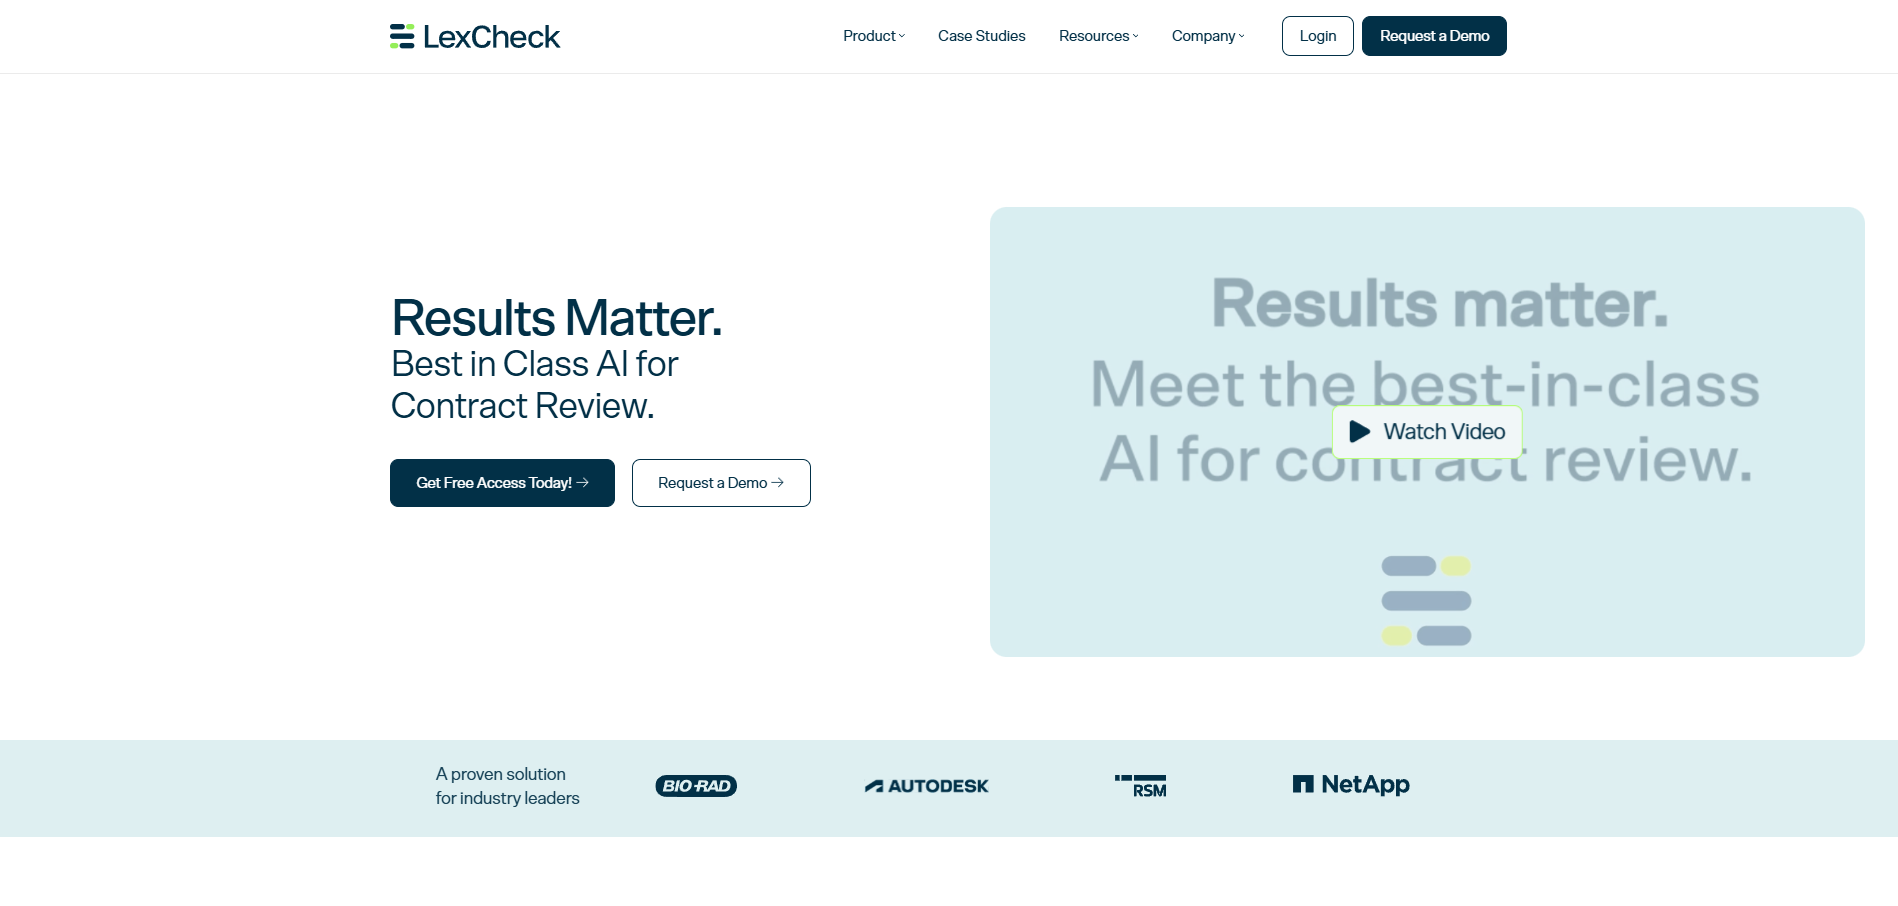 LexCheck
Product
Case Studies
Resources
Company
Login
Request a Demo
Results Matter.
Best in Class AI for
Contract Review.
Get Free Access Today! →
Request a Demo →
Results matter.
Meet the best-in-class
AI for contract review.
Watch Video
A proven solution
for industry leaders
BIO-RAD
AUTODESK
RSM
NetApp